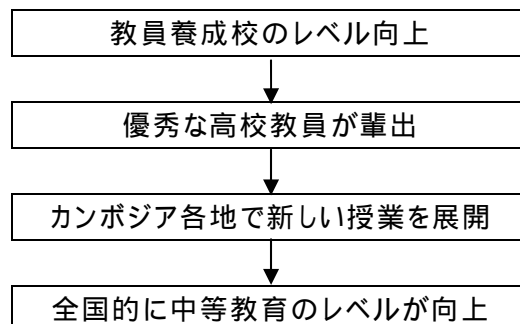 教員養成校のレベル向上
優秀な高校教員が輩出
カンボジア各地で新しい授業を展開
全国的に中等教育のレベルが向上